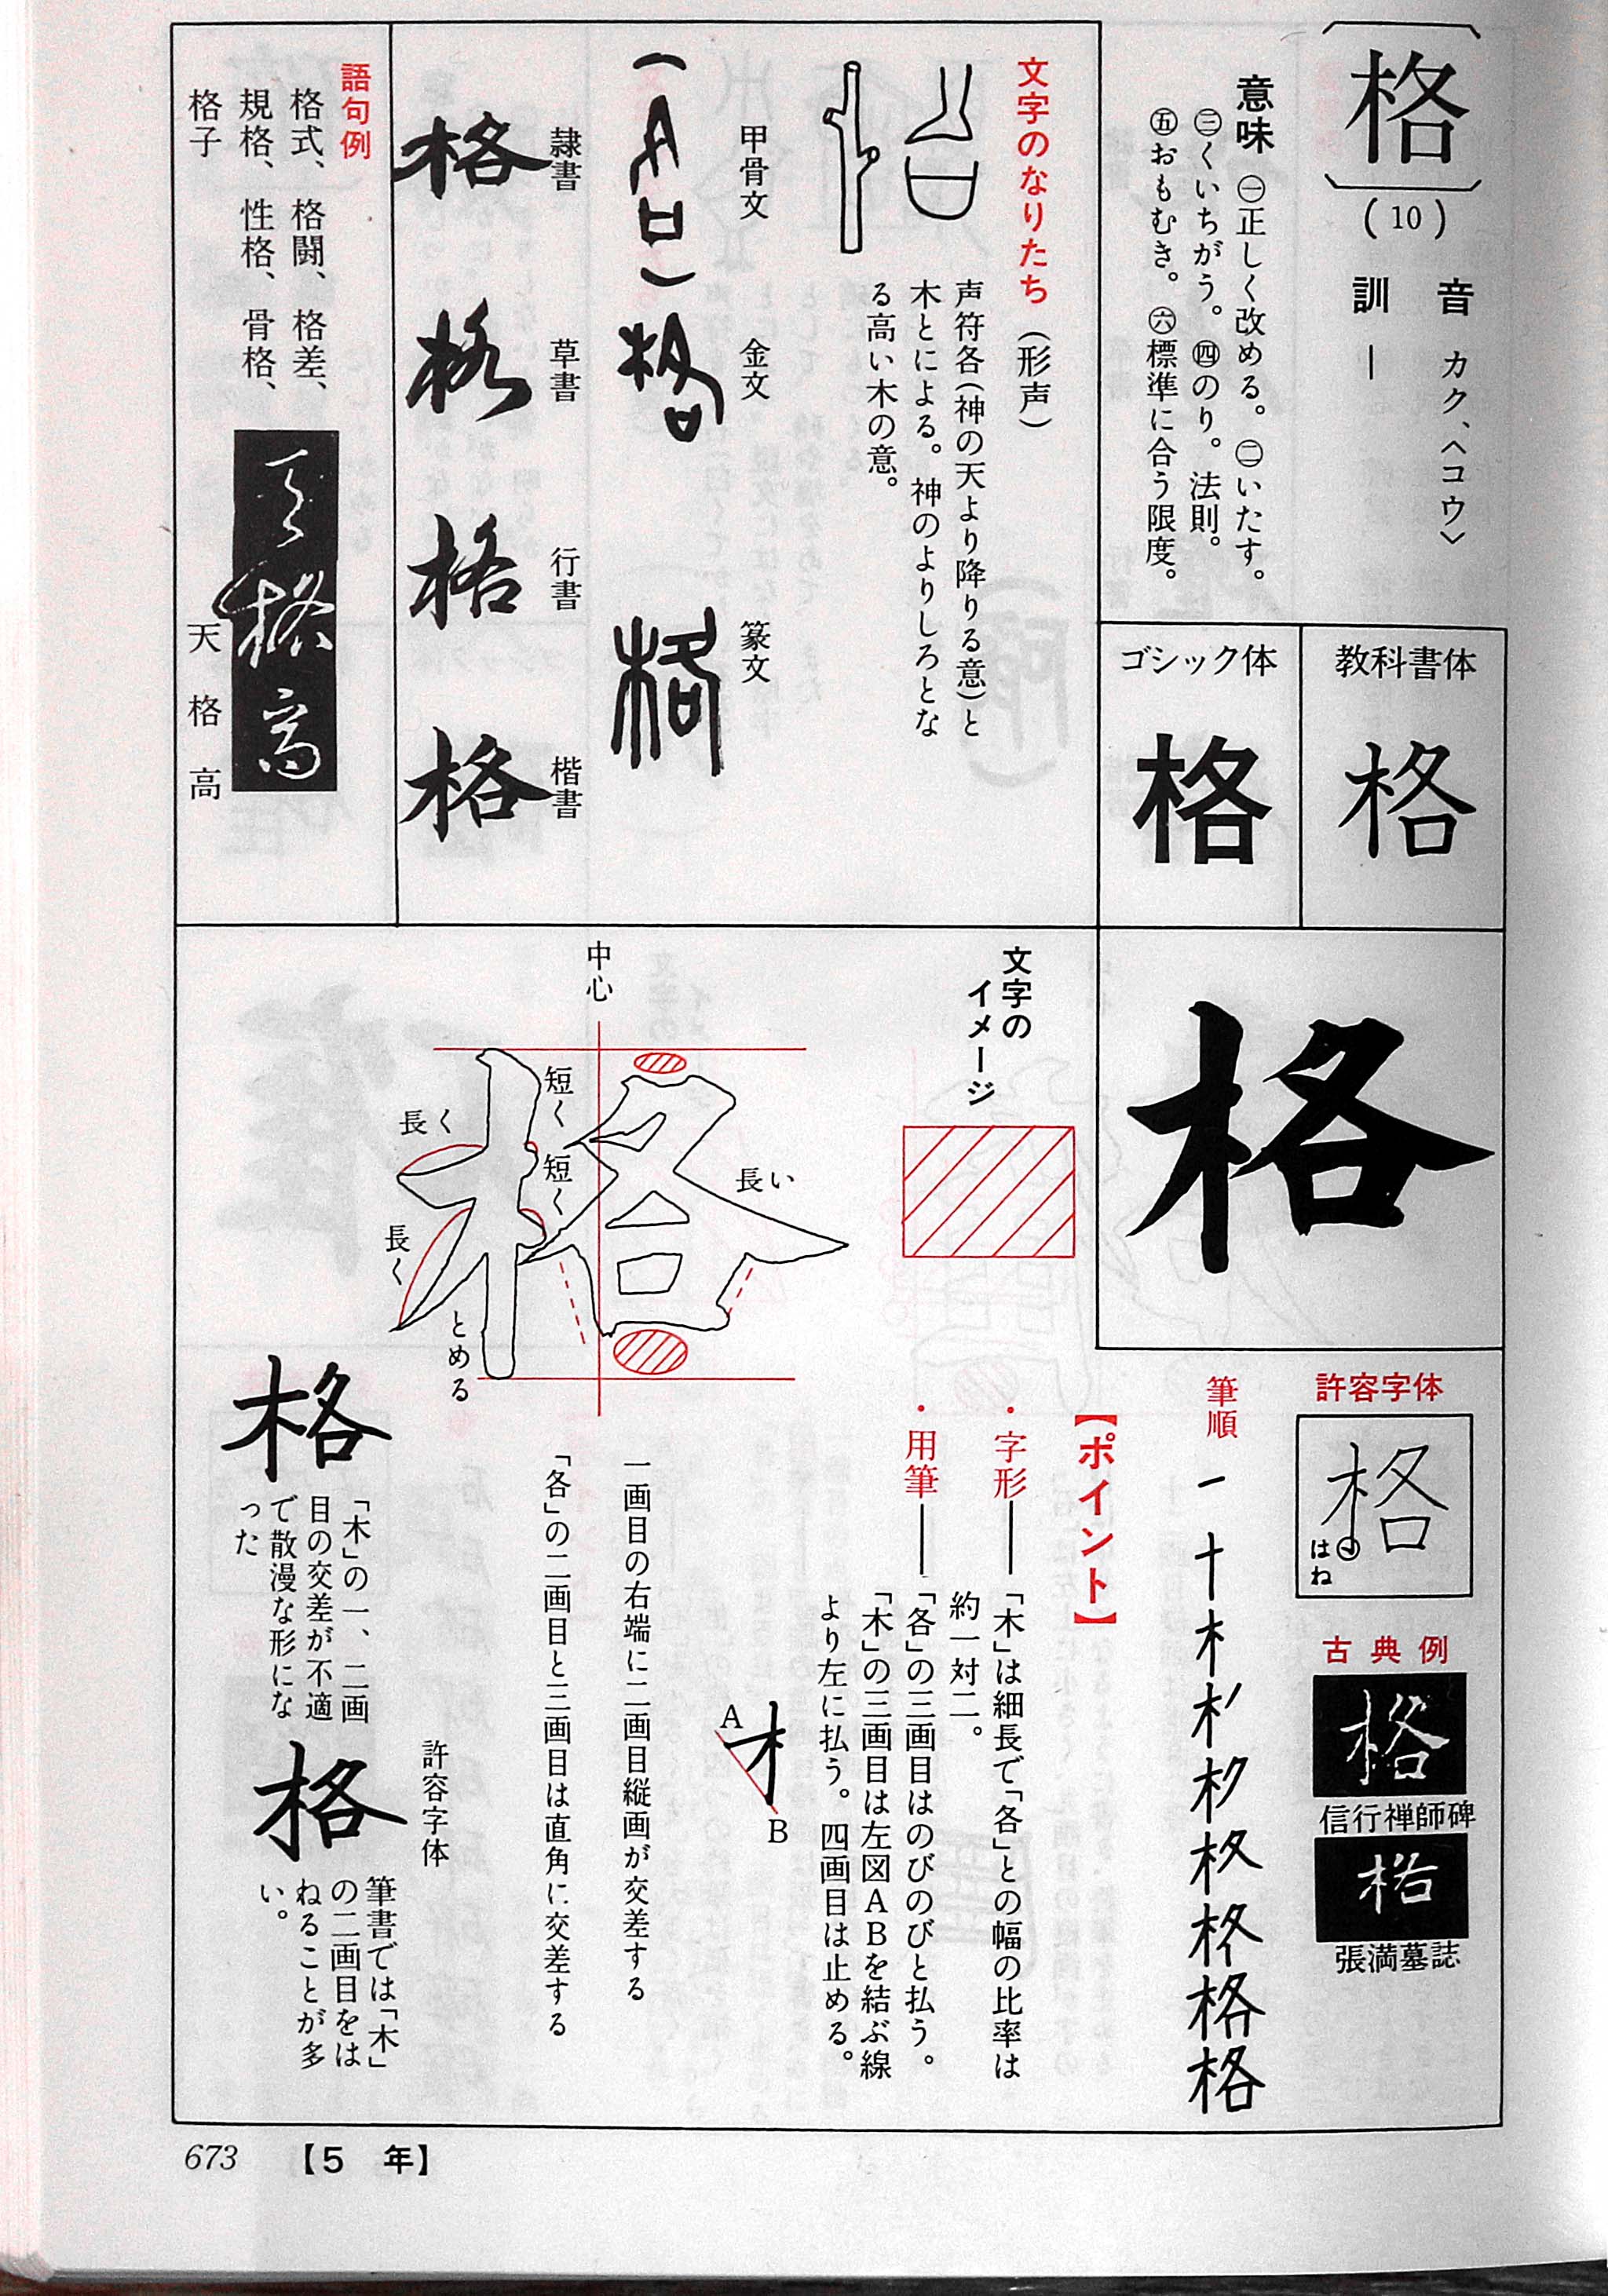 〔格〕(10)
音 カク、〈コウ〉
訓 ―
意味 ㊀正しく改める。㊁いたす。
㊂くいちがう。㊃のり。法則。
㊄おもむき。㊅標準に合う限度。
教科書体
格
ゴシック体
格
文字のなりたち(形声)
声符各(神の天より降りる意)と
木とによる。神のよりしろとな
る高い木の意。
甲骨文
金文
篆文
隷書
格
草書
格
行書
格
楷書
格
語句例
格式、格闘、格差、
規格、性格、骨格、
格子
天格高
天格高
格
許容字体
格
はね
古典例
格
信行禅師碑
格
張満墓誌
筆順
一 十 木 格 格
文字の
イメージ
中心
短く
短く
長く
長く
長い
とめる
【ポイント】
・字形―「木」は細長で「各」との幅の比率は
約一対二。
・用筆―「各」の三画目はのびのびと払う。
「木」の三画目は左図ABを結ぶ線
より左に払う。四画目は止める。
A
B
一画目の右端に二画目縦画が交差する
「各」の二画目と三画目は直角に交差する
格
「木」の一、二画
目の交差が不適
で散漫な形にな
った
許容字体
格
筆書では「木」
の二画目をは
ねることが多
い。
673 【5 年】